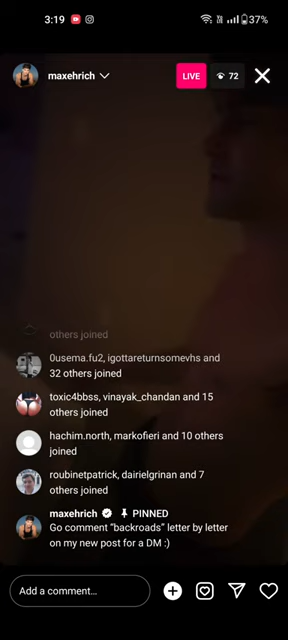 3:19
37%
maxehrich
LIVE
72
others joined
0usema.fu2, igottareturnsomevhs and
32 others joined
toxic4bbss, vinayak_chandan and 15
others joined
hachim.north, markofieri and 10 others
joined
roubinetpatrick, dairielgrinan and 7
others joined
maxehrich PINNED
Go comment “backroads” letter by letter
on my new post for a DM :)
Add a comment…